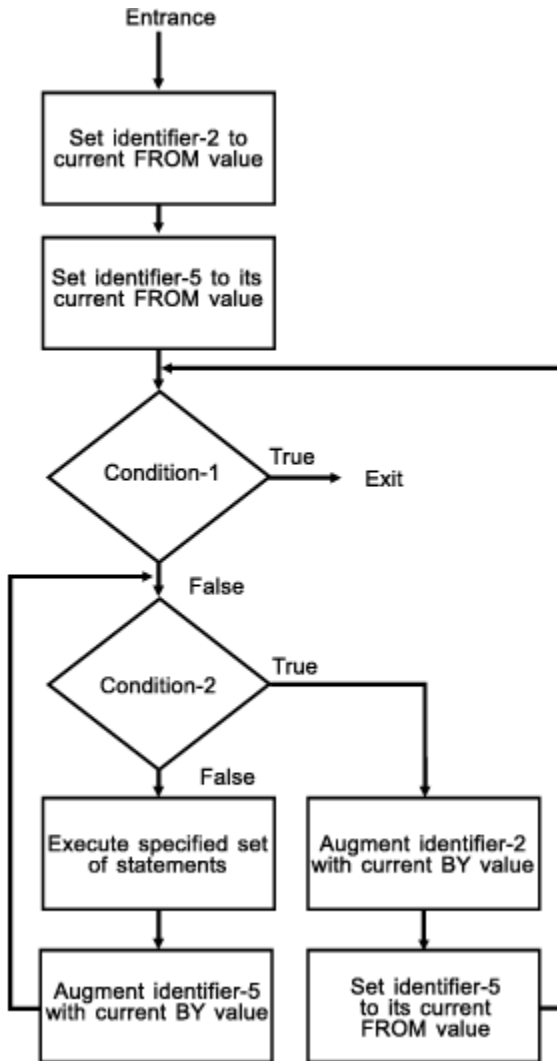 Entrance
Set identifier-2 to
current FROM value
Set identifier-5 to its
current FROM value
Condition-1
True
Exit
False
Condition-2
True
False
Execute specified set
of statements
Augment identifier-2
with current BY value
Augment identifier-5
with current BY value
Set identifier-5
to its current
FROM value